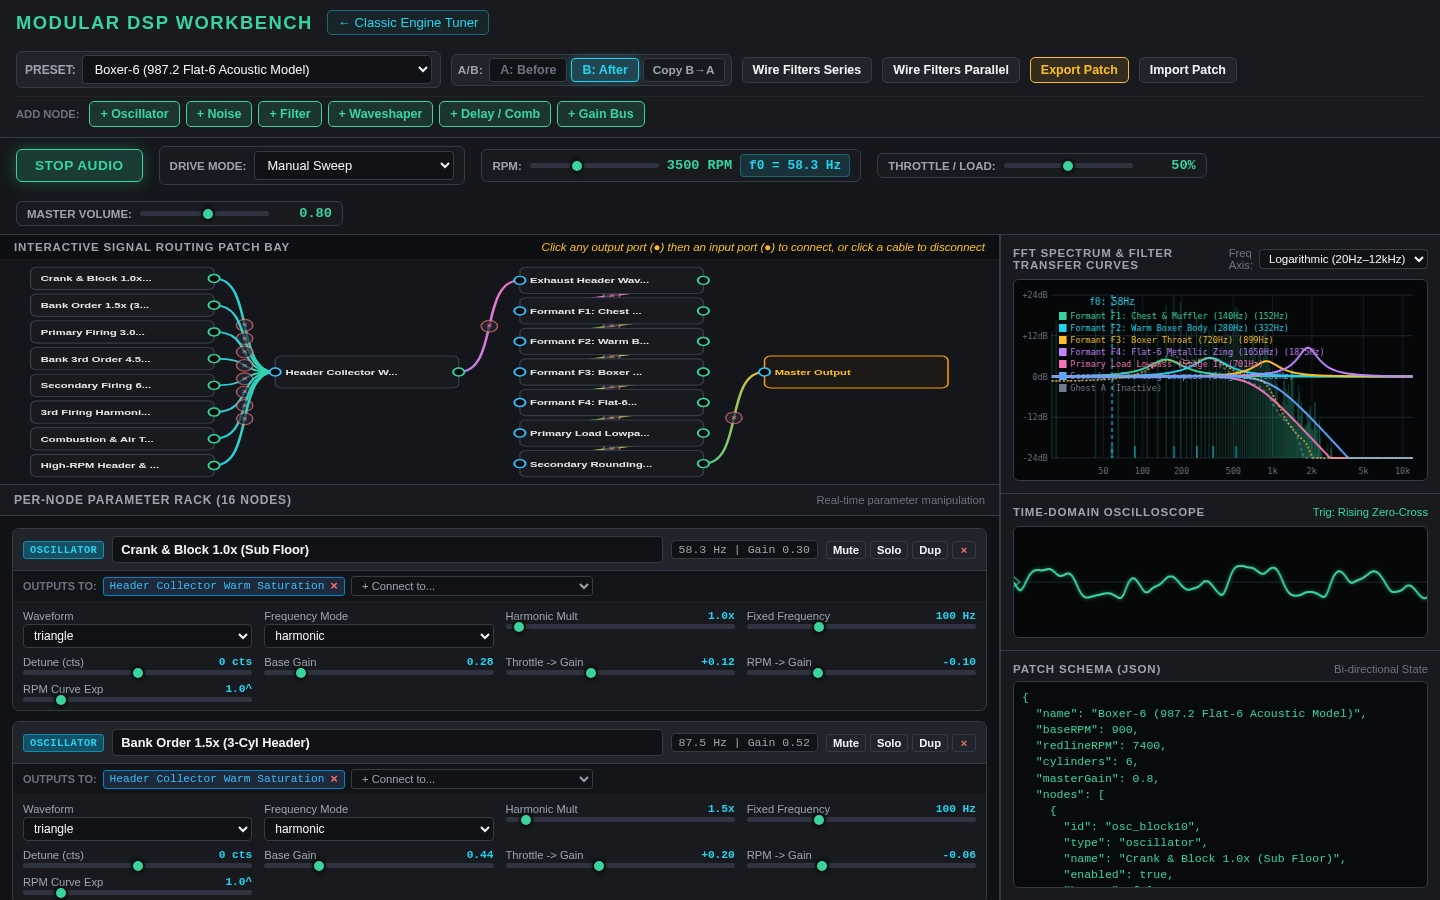 MODULAR DSP WORKBENCH
← Classic Engine Tuner
PRESET: Boxer-6 (987.2 Flat-6 Acoustic Model)
A/B: A: Before B: After Copy B→A
Wire Filters Series
Wire Filters Parallel
Export Patch
Import Patch
ADD NODE: + Oscillator + Noise + Filter + Waveshaper + Delay / Comb + Gain Bus
STOP AUDIO
DRIVE MODE: Manual Sweep
RPM: 3500 RPM f0 = 58.3 Hz
THROTTLE / LOAD: 50%
MASTER VOLUME: 0.80
INTERACTIVE SIGNAL ROUTING PATCH BAY
Click any output port (●) then an input port (●) to connect, or click a cable to disconnect
Crank & Block 1.0x...
Bank Order 1.5x (3...
Primary Firing 3.0...
Bank 3rd Order 4.5...
Secondary Firing 6...
3rd Firing Harmoni...
Combustion & Air T...
High-RPM Header & ...
Header Collector W...
Exhaust Header Wav...
Formant F1: Chest ...
Formant F2: Warm B...
Formant F3: Boxer ...
Formant F4: Flat-6...
Primary Load Lowpa...
Secondary Rounding...
Master Output
PER-NODE PARAMETER RACK (16 NODES)
Real-time parameter manipulation
OSCILLATOR Crank & Block 1.0x (Sub Floor) 58.3 Hz | Gain 0.30 Mute Solo Dup ×
OUTPUTS TO: Header Collector Warm Saturation × + Connect to...
Waveform Frequency Mode Harmonic Mult 1.0x Fixed Frequency 100 Hz
triangle harmonic
Detune (cts) 0 cts Base Gain 0.28 Throttle -> Gain +0.12 RPM -> Gain -0.10
RPM Curve Exp 1.0^
OSCILLATOR Bank Order 1.5x (3-Cyl Header) 87.5 Hz | Gain 0.52 Mute Solo Dup ×
OUTPUTS TO: Header Collector Warm Saturation × + Connect to...
Waveform Frequency Mode Harmonic Mult 1.5x Fixed Frequency 100 Hz
triangle harmonic
Detune (cts) 0 cts Base Gain 0.44 Throttle -> Gain +0.20 RPM -> Gain -0.06
RPM Curve Exp 1.0^
FFT SPECTRUM & FILTER
TRANSFER CURVES
Freq
Axis:
Logarithmic (20Hz–12kHz)
+24dB
+12dB
0dB
-12dB
-24dB
f0: 58Hz
Formant F1: Chest & Muffler (140Hz) (152Hz)
Formant F2: Warm Boxer Body (280Hz) (332Hz)
Formant F3: Boxer Throat (720Hz) (899Hz)
Formant F4: Flat-6 Metallic Zing (1650Hz) (1875Hz)
Primary Load Lowpass (Stage 1) (701Hz)
Ghost A (Inactive)
50 100 200 500 1k 2k 5k 10k
TIME-DOMAIN OSCILLOSCOPE
Trig: Rising Zero-Cross
PATCH SCHEMA (JSON)
Bi-directional State
{
"name": "Boxer-6 (987.2 Flat-6 Acoustic Model)",
"baseRPM": 900,
"redlineRPM": 7400,
"cylinders": 6,
"masterGain": 0.8,
"nodes": [
{
"id": "osc_block10",
"type": "oscillator",
"name": "Crank & Block 1.0x (Sub Floor)",
"enabled": true,